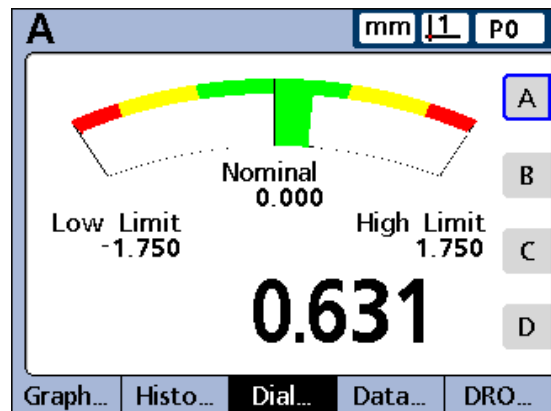 A mm 1 P0
A
Nominal
0.000
B
Low Limit
-1.750
High Limit
1.750
C
0.631
D
Graph... Histo... Dial... Data... DRO...